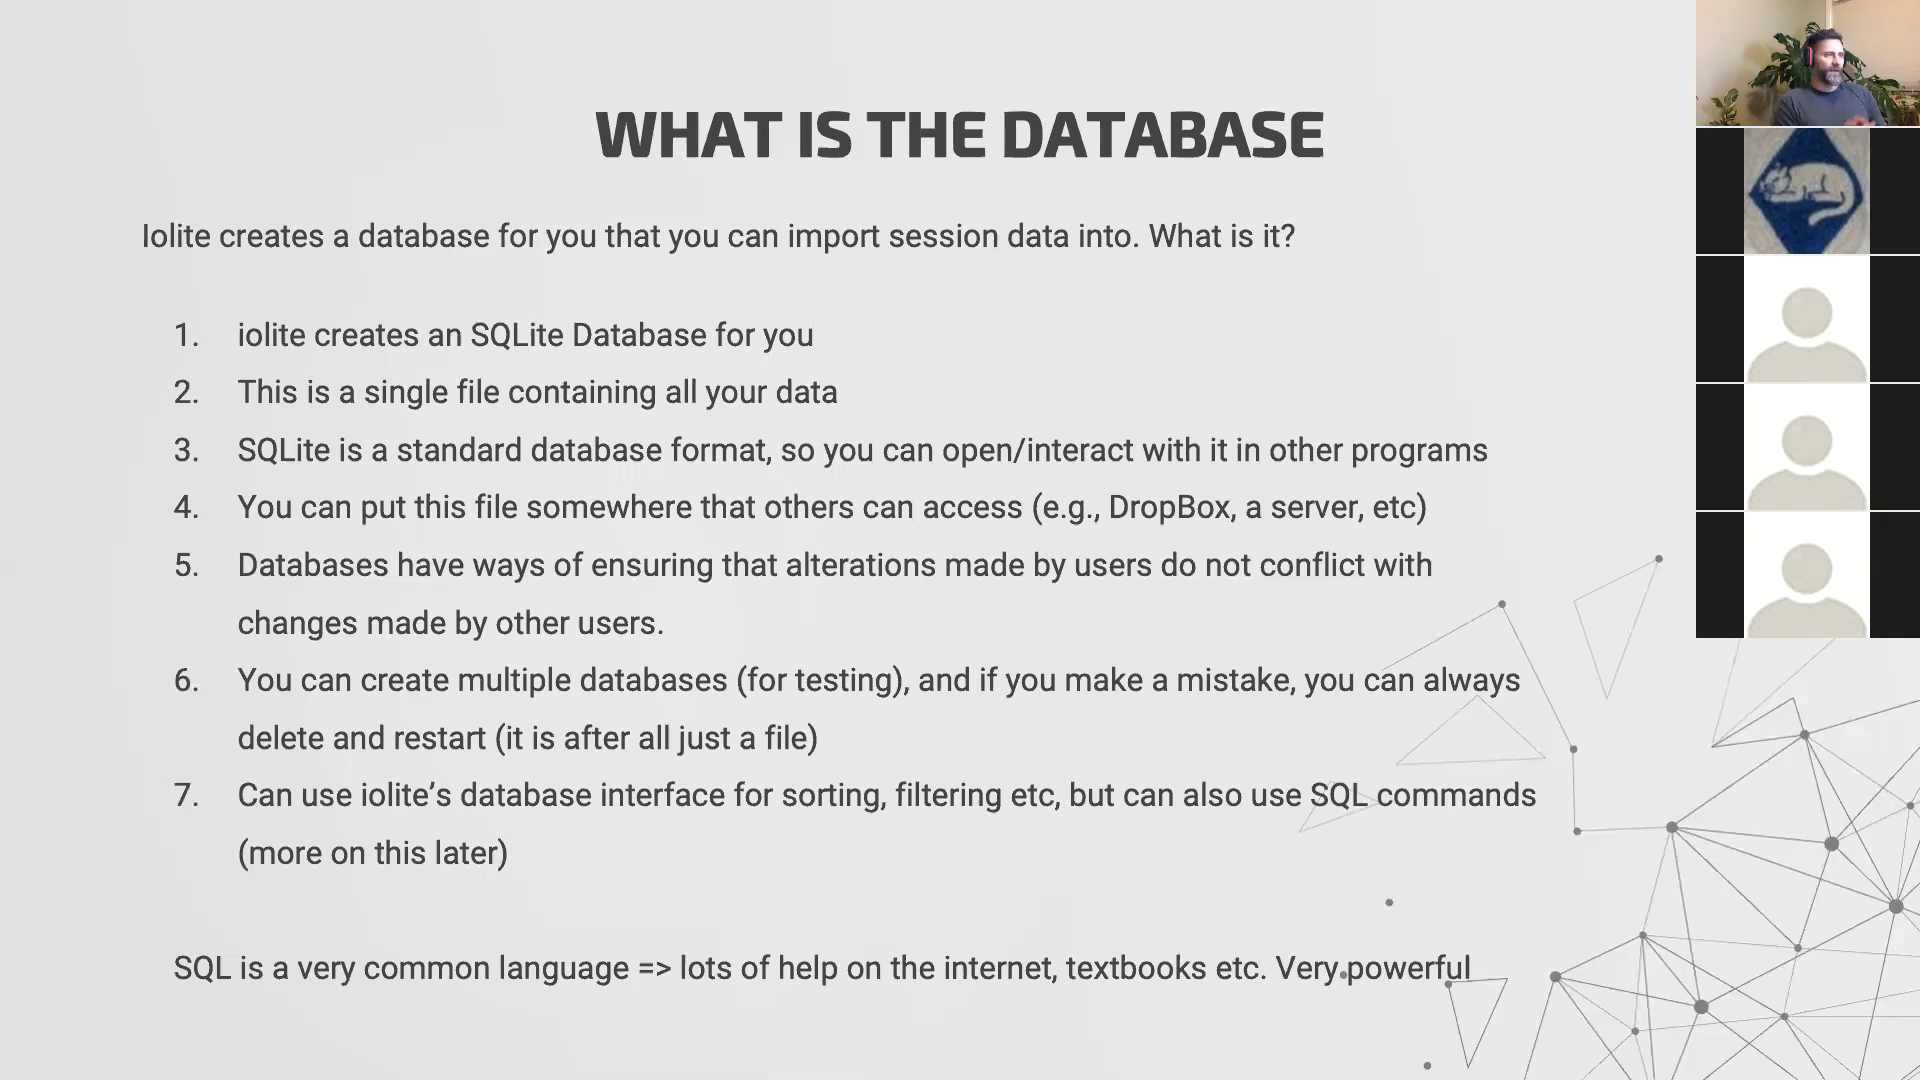 WHAT IS THE DATABASE
Iolite creates a database for you that you can import session data into. What is it?
1. iolite creates an SQLite Database for you
2. This is a single file containing all your data
3. SQLite is a standard database format, so you can open/interact with it in other programs
4. You can put this file somewhere that others can access (e.g., DropBox, a server, etc)
5. Databases have ways of ensuring that alterations made by users do not conflict with
changes made by other users.
6. You can create multiple databases (for testing), and if you make a mistake, you can always
delete and restart (it is after all just a file)
7. Can use iolite’s database interface for sorting, filtering etc, but can also use SQL commands
(more on this later)
SQL is a very common language => lots of help on the internet, textbooks etc. Very powerful